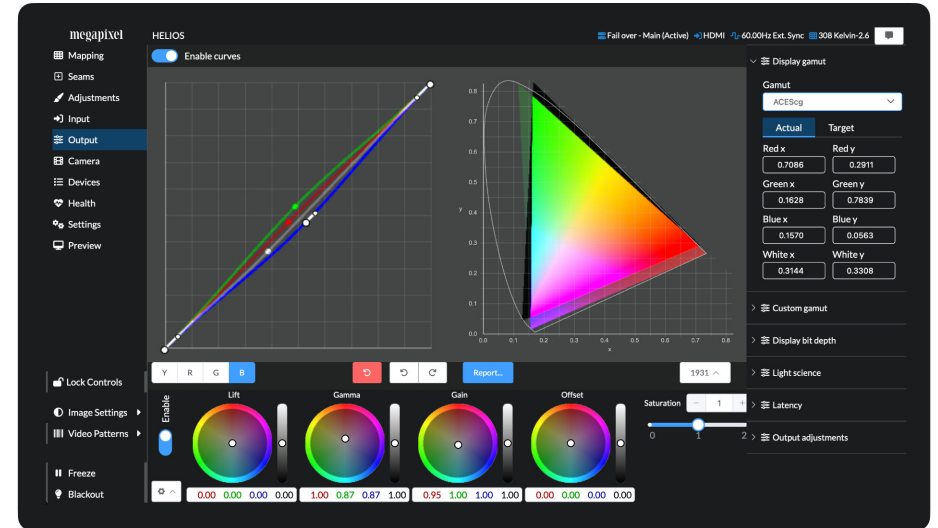 megapixel
HELIOS
Fail over - Main (Active) HDMI 60.00Hz Ext. Sync 308 Kelvin-2.6
Mapping
Seams
Adjustments
Input
Output
Camera
Devices
Health
Settings
Preview
Lock Controls
Image Settings
Video Patterns
Freeze
Blackout
Enable curves
0.8
0.7
0.6
0.5
y 0.4
0.3
0.2
0.1
0.0
0.0 0.1 0.2 0.3 0.4 0.5 0.6 0.7 0.8
x
Y R G B
Report...
1931
Enable
Lift Gamma Gain Offset
0.00 0.00 0.00 0.00
1.00 0.87 0.87 1.00
0.95 1.00 1.00 1.00
0.00 0.00 0.00 0.00
Saturation - 1 +
0 1 2
Display gamut
Gamut
ACEScg
Actual Target
Red x Red y
0.7086 0.2911
Green x Green y
0.1628 0.7839
Blue x Blue y
0.1570 0.0563
White x White y
0.3144 0.3308
Custom gamut
Display bit depth
Light science
Latency
Output adjustments